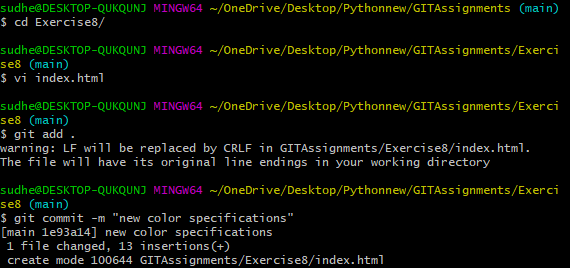 sudhe@DESKTOP-QUKQUNJ MINGW64 ~/OneDrive/Desktop/Pythonnew/GITAssignments (main)
$ cd Exercise8/
sudhe@DESKTOP-QUKQUNJ MINGW64 ~/OneDrive/Desktop/Pythonnew/GITAssignments/Exerci
se8 (main)
$ vi index.html
sudhe@DESKTOP-QUKQUNJ MINGW64 ~/OneDrive/Desktop/Pythonnew/GITAssignments/Exerci
se8 (main)
$ git add .
warning: LF will be replaced by CRLF in GITAssignments/Exercise8/index.html.
The file will have its original line endings in your working directory
sudhe@DESKTOP-QUKQUNJ MINGW64 ~/OneDrive/Desktop/Pythonnew/GITAssignments/Exerci
se8 (main)
$ git commit -m "new color specifications"
[main 1e93a14] new color specifications
 1 file changed, 13 insertions(+)
 create mode 100644 GITAssignments/Exercise8/index.html